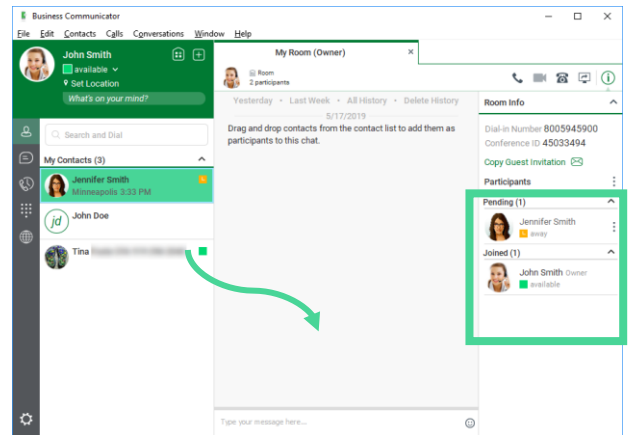 Business Communicator
File Edit Contacts Calls Conversations Window Help
John Smith
available
Set Location
What's on your mind?
Search and Dial
My Contacts (3)
Jennifer Smith
Minneapolis 3:33 PM
jd
John Doe
Tina
My Room (Owner)
Room
2 participants
Yesterday • Last Week • All History • Delete History
5/17/2019
Drag and drop contacts from the contact list to add them as
participants to this chat.
Type your message here...
Room Info
Dial-in Number 8005945900
Conference ID 45033494
Copy Guest Invitation
Participants
Pending (1)
Jennifer Smith
away
Joined (1)
John Smith Owner
available